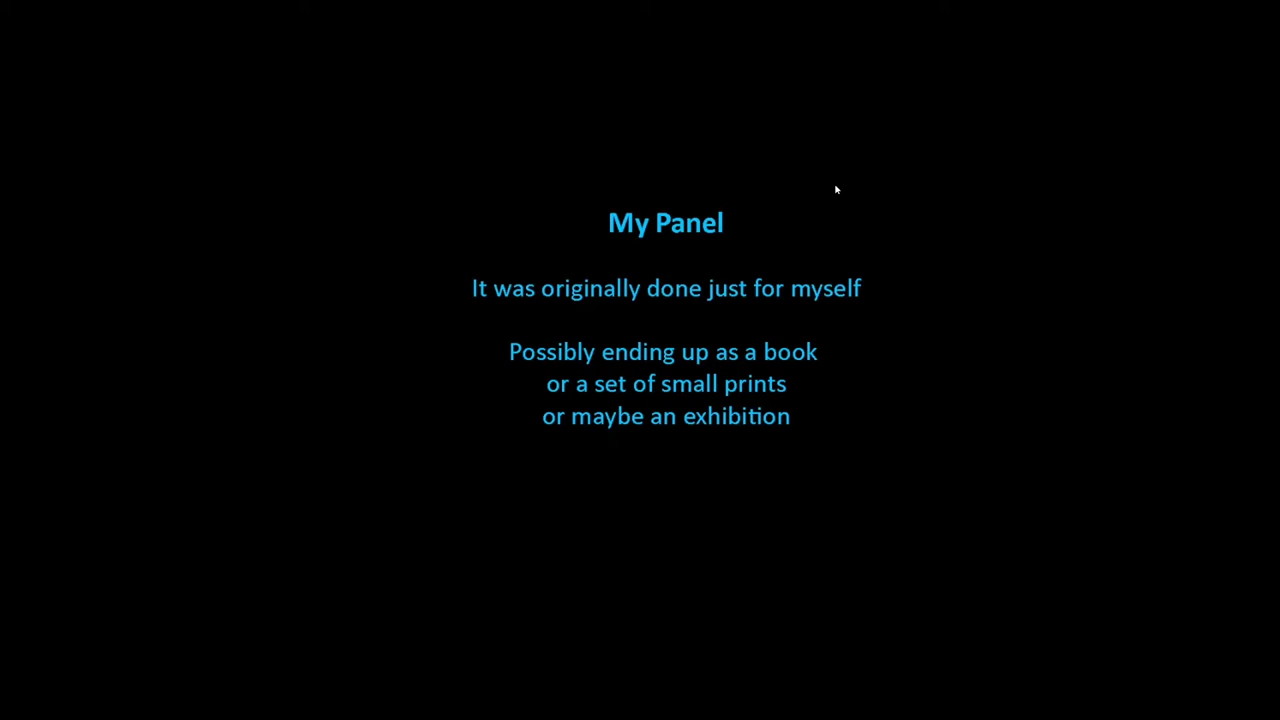 My Panel
It was originally done just for myself
Possibly ending up as a book
or a set of small prints
or maybe an exhibition